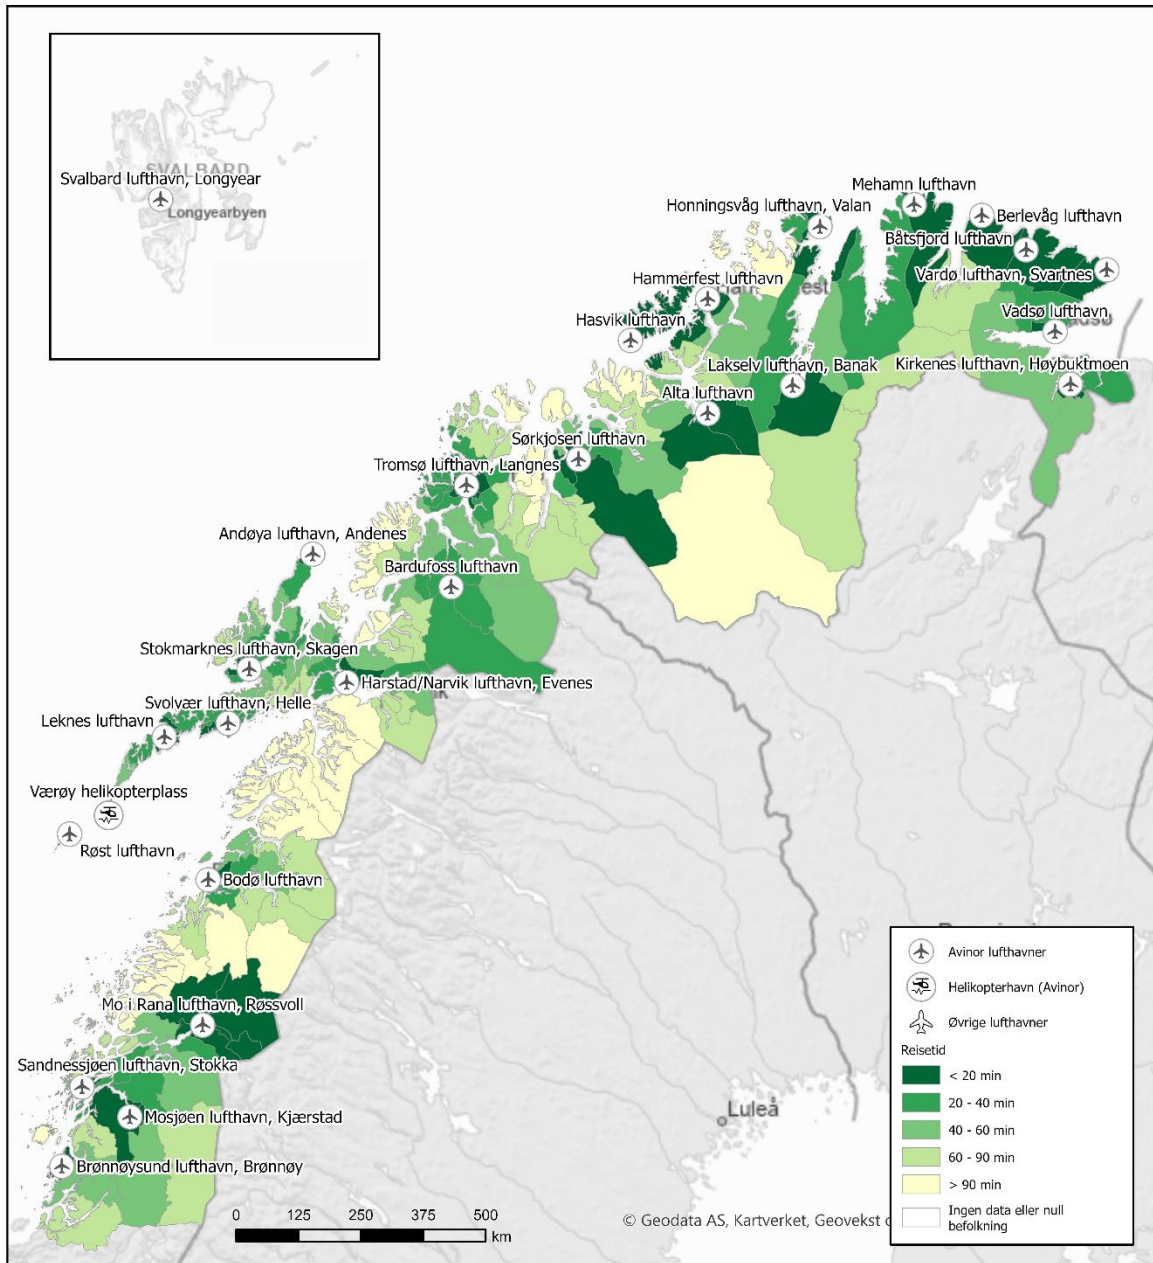 SVALBARD
Svalbard lufthavn, Longyear
Longyearbyen
Mehamn lufthavn
Honningsvåg lufthavn, Valan
Berlevåg lufthavn
Båtsfjord lufthavn
Hammerfest lufthavn
Vardø lufthavn, Svartnes
Hasvik lufthavn
Vadsø lufthavn
Lakselv lufthavn, Banak
Kirkenes lufthavn, Høybuktmoen
Alta lufthavn
Sørkjosen lufthavn
Tromsø lufthavn, Langnes
Andøya lufthavn, Andenes
Bardufoss lufthavn
Stokmarknes lufthavn, Skagen
Harstad/Narvik lufthavn, Evenes
Svolvær lufthavn, Helle
Leknes lufthavn
Værøy helikopterplass
Røst lufthavn
Bodø lufthavn
Mo i Rana lufthavn, Røssvoll
Sandnessjøen lufthavn, Stokka
Mosjøen lufthavn, Kjærstad
Brønnøysund lufthavn, Brønnøy
Luleå
0 125 250 375 500
km
© Geodata AS, Kartverket, Geovekst
Avinor lufthavner
Helikopterhavn (Avinor)
Øvrige lufthavner
Reisetid
< 20 min
20 - 40 min
40 - 60 min
60 - 90 min
> 90 min
Ingen data eller null
befolkning